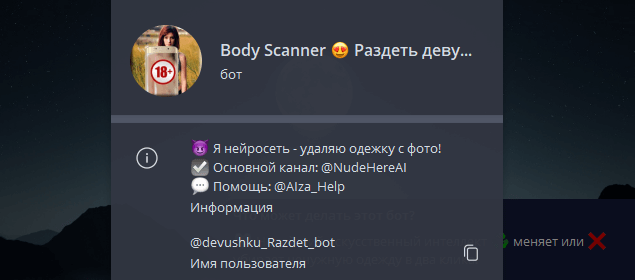 Body Scanner 😍 Раздеть деву...
бот
18+
😈 Я нейросеть - удаляю одежку с фото!
☑️ Основной канал: @NudeHereAI
💬 Помощь: @AIza_Help
Информация
@devushku_Razdet_bot
меняет или ❌
Имя пользователя